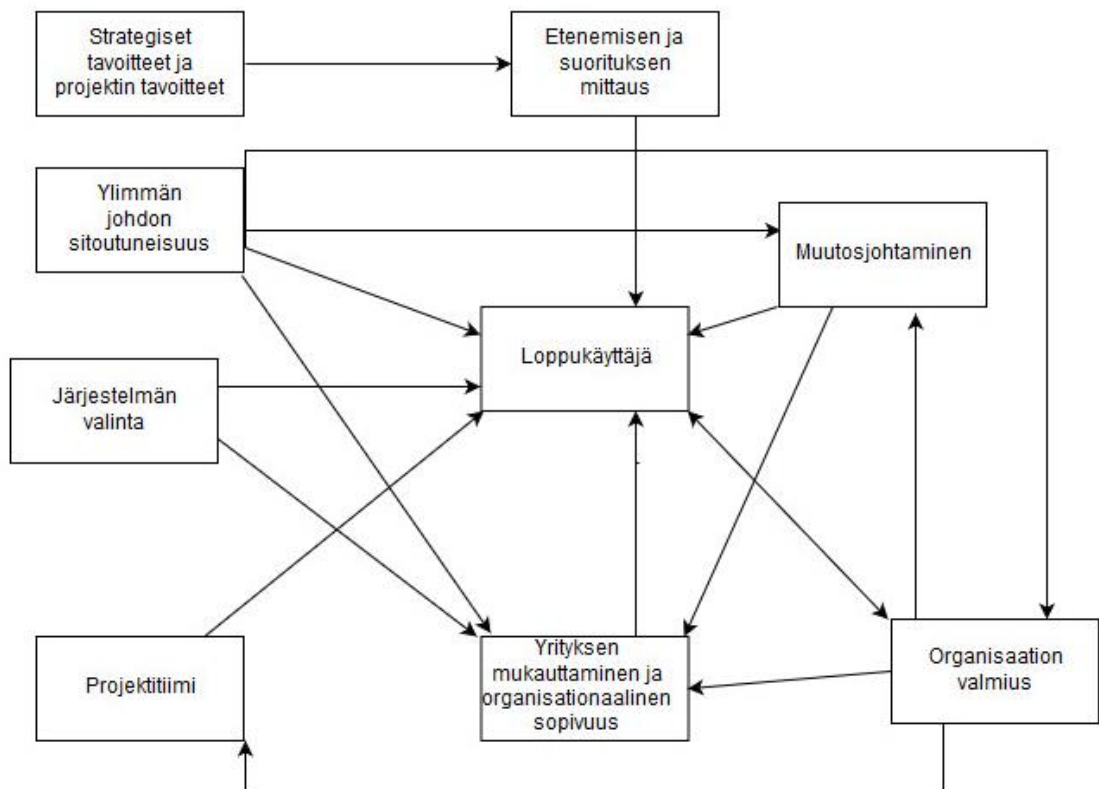 Strategiset
tavoitteet ja
projektin tavoitteet
Etenemisen ja
suorituksen
mittaus
Ylimmän
johdon
sitoutuneisuus
Muutosjohtaminen
Loppukäyttäjä
Järjestelmän
valinta
Projektitiimi
Yrityksen
mukauttaminen ja
organisationaalinen
sopivuus
Organisaation
valmius